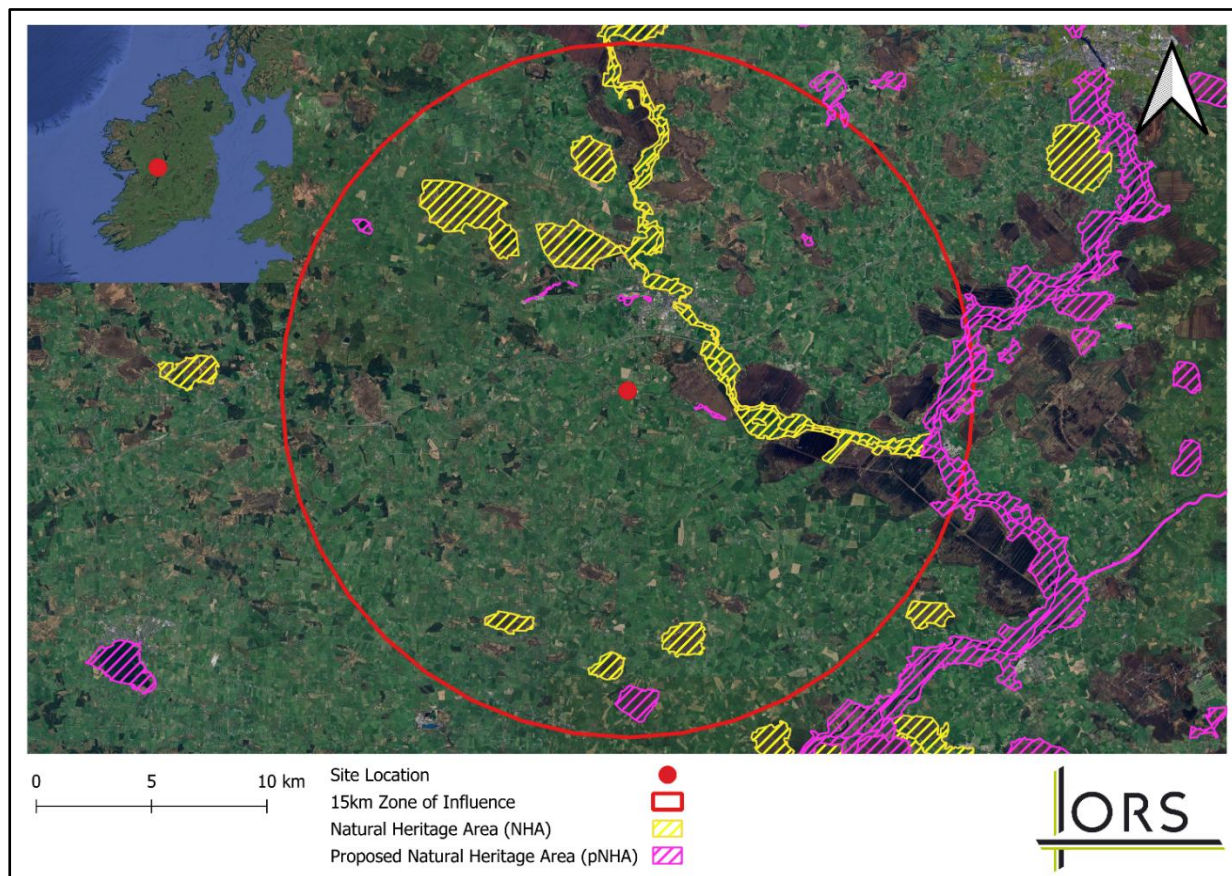 0 5 10 km
Site Location
15km Zone of Influence
Natural Heritage Area (NHA)
Proposed Natural Heritage Area (pNHA)
ORS